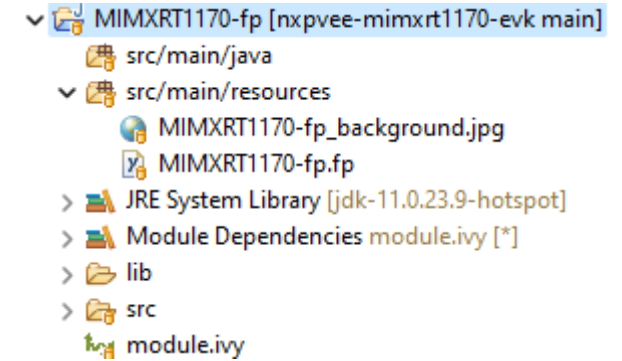 MIMXRT1170-fp [nxpvee-mimxrt1170-evk main]
src/main/java
src/main/resources
MIMXRT1170-fp_background.jpg
MIMXRT1170-fp.fp
JRE System Library [jdk-11.0.23.9-hotspot]
Module Dependencies module.ivy [*]
lib
src
module.ivy